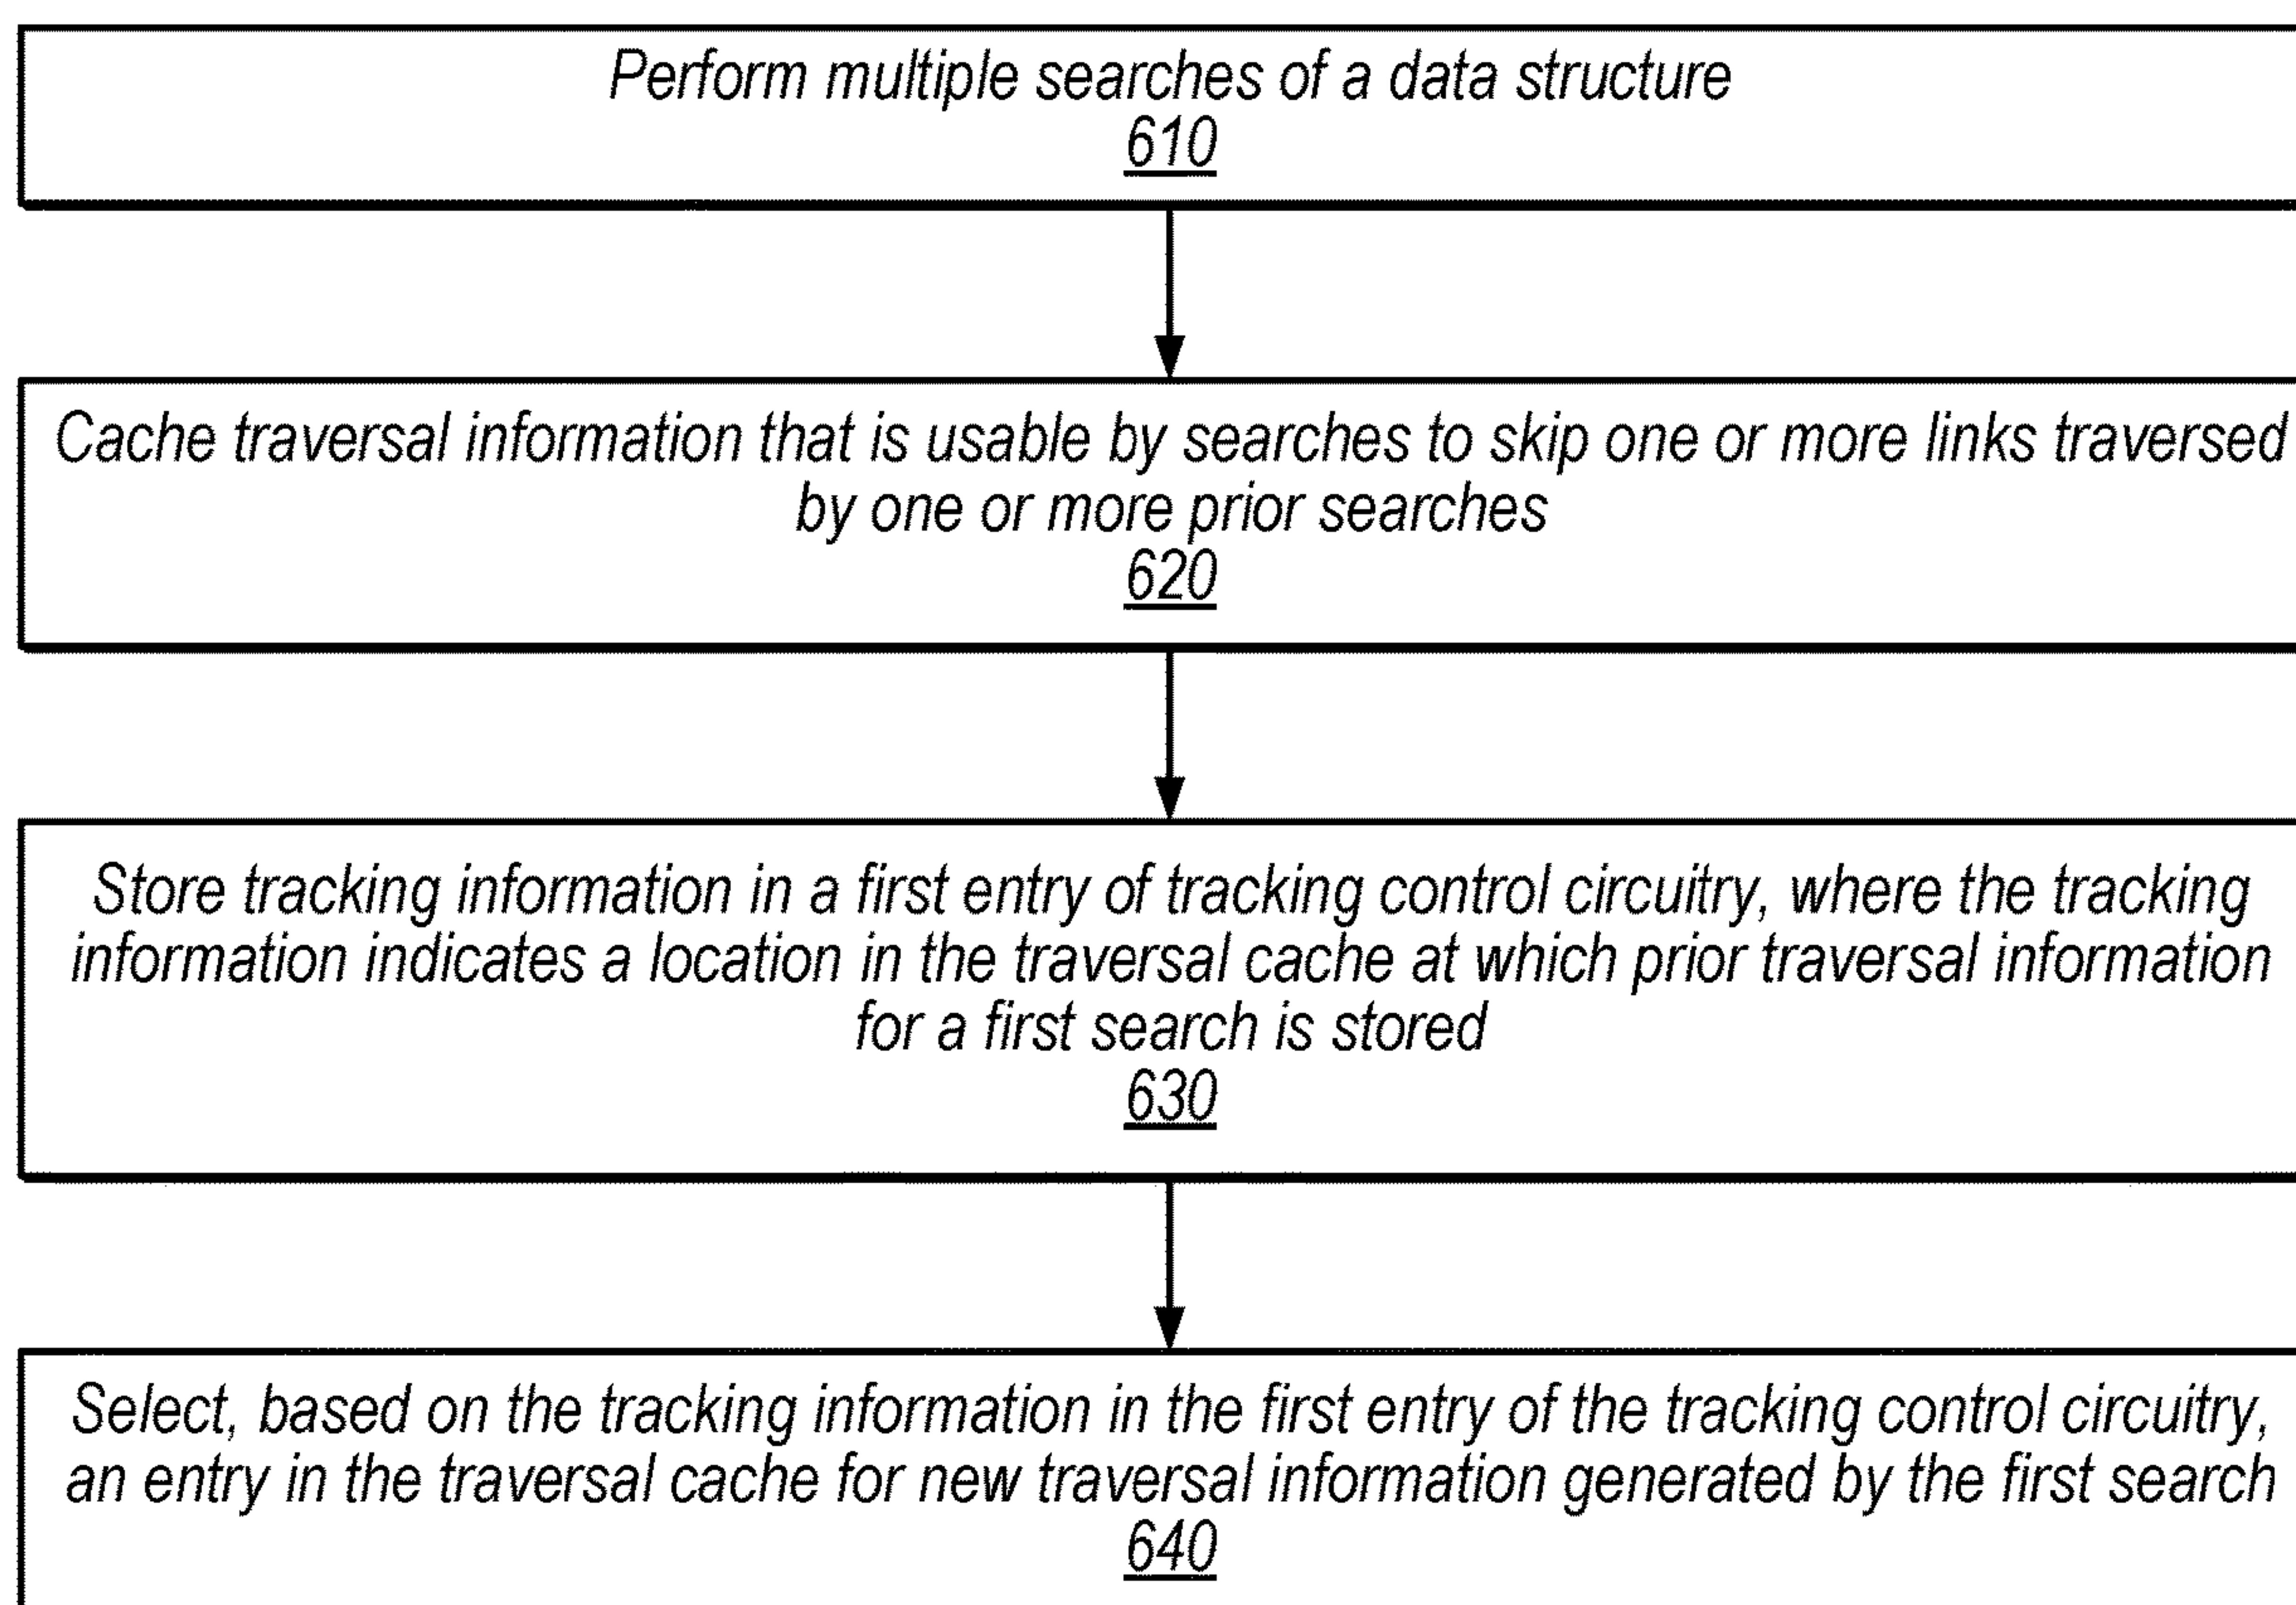 Perform multiple searches of a data structure
610
Cache traversal information that is usable by searches to skip one or more links traversed
by one or more prior searches
620
Store tracking information in a first entry of tracking control circuitry, where the tracking
information indicates a location in the traversal cache at which prior traversal information
for a first search is stored
630
Select, based on the tracking information in the first entry of the tracking control circuitry,
an entry in the traversal cache for new traversal information generated by the first search
640